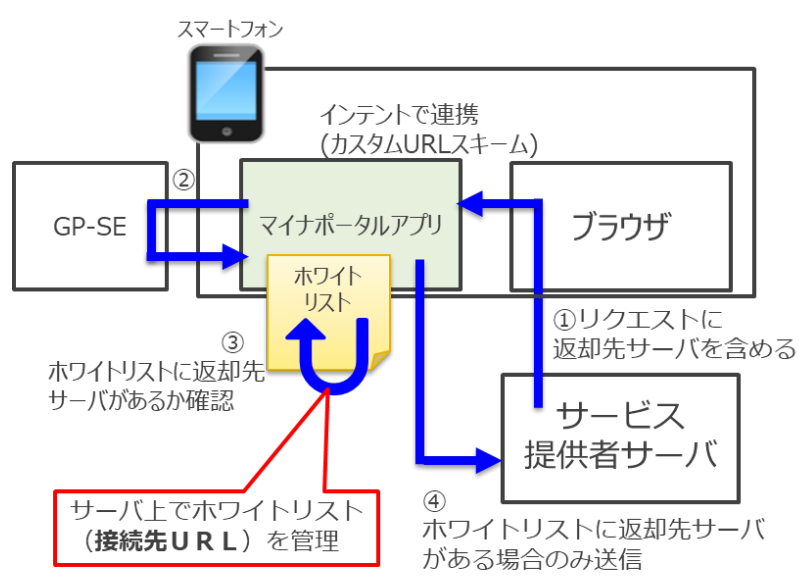 スマートフォン
インテントで連携
(カスタムURLスキーム)
②
GP-SE
マイナポータルアプリ
ブラウザ
ホワイト
リスト
①リクエストに
返却先サーバを含める
③
ホワイトリストに返却先
サーバがあるか確認
サービス
提供者サーバ
サーバ上でホワイトリスト
（接続先ＵＲＬ）を管理
④
ホワイトリストに返却先サーバ
がある場合のみ送信